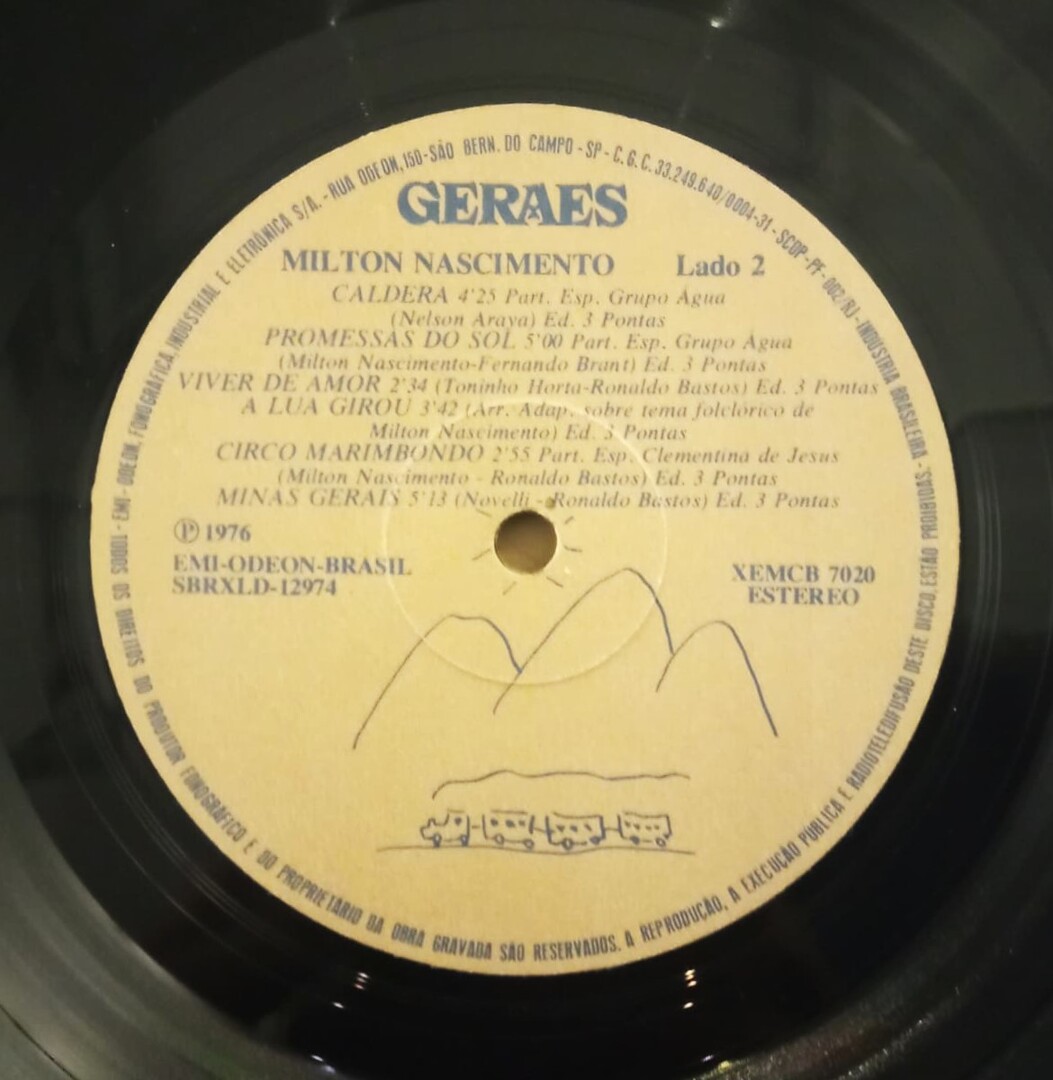 TODOS OS DIREITOS DO PRODUTOR FONOGRÁFICO E DO PROPRIETARIO DA OBRA GRAVADA SÃO RESERVADOS. A REPRODUÇÃO, A EXECUÇÃO PÚBLICA E RADIOTELEDIFUSÃO DESTE DISCO, ESTÃO PROIBIDAS. - INDUSTRIA BRASILEIRA - SCDP-PF-002/RJ - C.G.C. 33.249.640/0004-31
EMI-ODEON, FONOGRÁFICA, INDUSTRIAL E ELETRÔNICA S/A. - RUA ODEON, 150 - SÃO BERN. DO CAMPO - SP
GERAES
MILTON NASCIMENTO Lado 2
CALDERA 4'25 Part. Esp. Grupo Água
(Nelson Araya) Ed. 3 Pontas
PROMESSAS DO SOL 5'00 Part. Esp. Grupo Água
(Milton Nascimento-Fernando Brant) Ed. 3 Pontas
VIVER DE AMOR 2'34 (Toninho Horta-Ronaldo Bastos) Ed. 3 Pontas
A LUA GIROU 3'42 (Arr. Adap. sobre tema folclórico de
Milton Nascimento) Ed. 3 Pontas
CIRCO MARIMBONDO 2'55 Part. Esp. Clementina de Jesus
(Milton Nascimento - Ronaldo Bastos) Ed. 3 Pontas
MINAS GERAIS 5'13 (Novelli - Ronaldo Bastos) Ed. 3 Pontas
Ⓟ 1976
EMI-ODEON-BRASIL
SBRXLD-12974
XEMCB 7020
ESTEREO